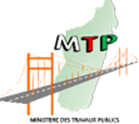 MTP
MINISTERE DES TRAVAUX PUBLICS